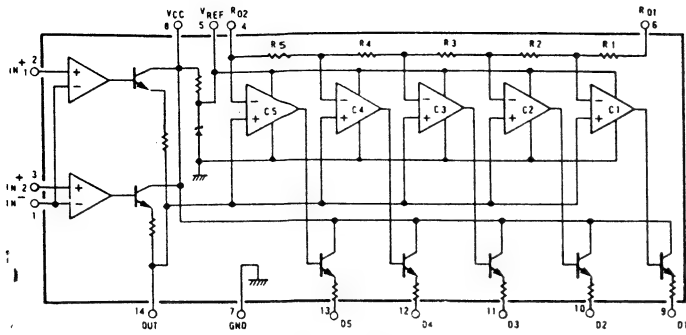 VCC VREF RO2 RO1
8 5 4 6
R5 R4 R3 R2 R1
+ 2
IN 1
+ −
C5 C4 C3 C2 C1
− + − + − + − + − +
+ 3
IN 2
IN − 1
+ −
14 7 13 12 11 10 9
OUT GND D5 D4 D3 D2 D1